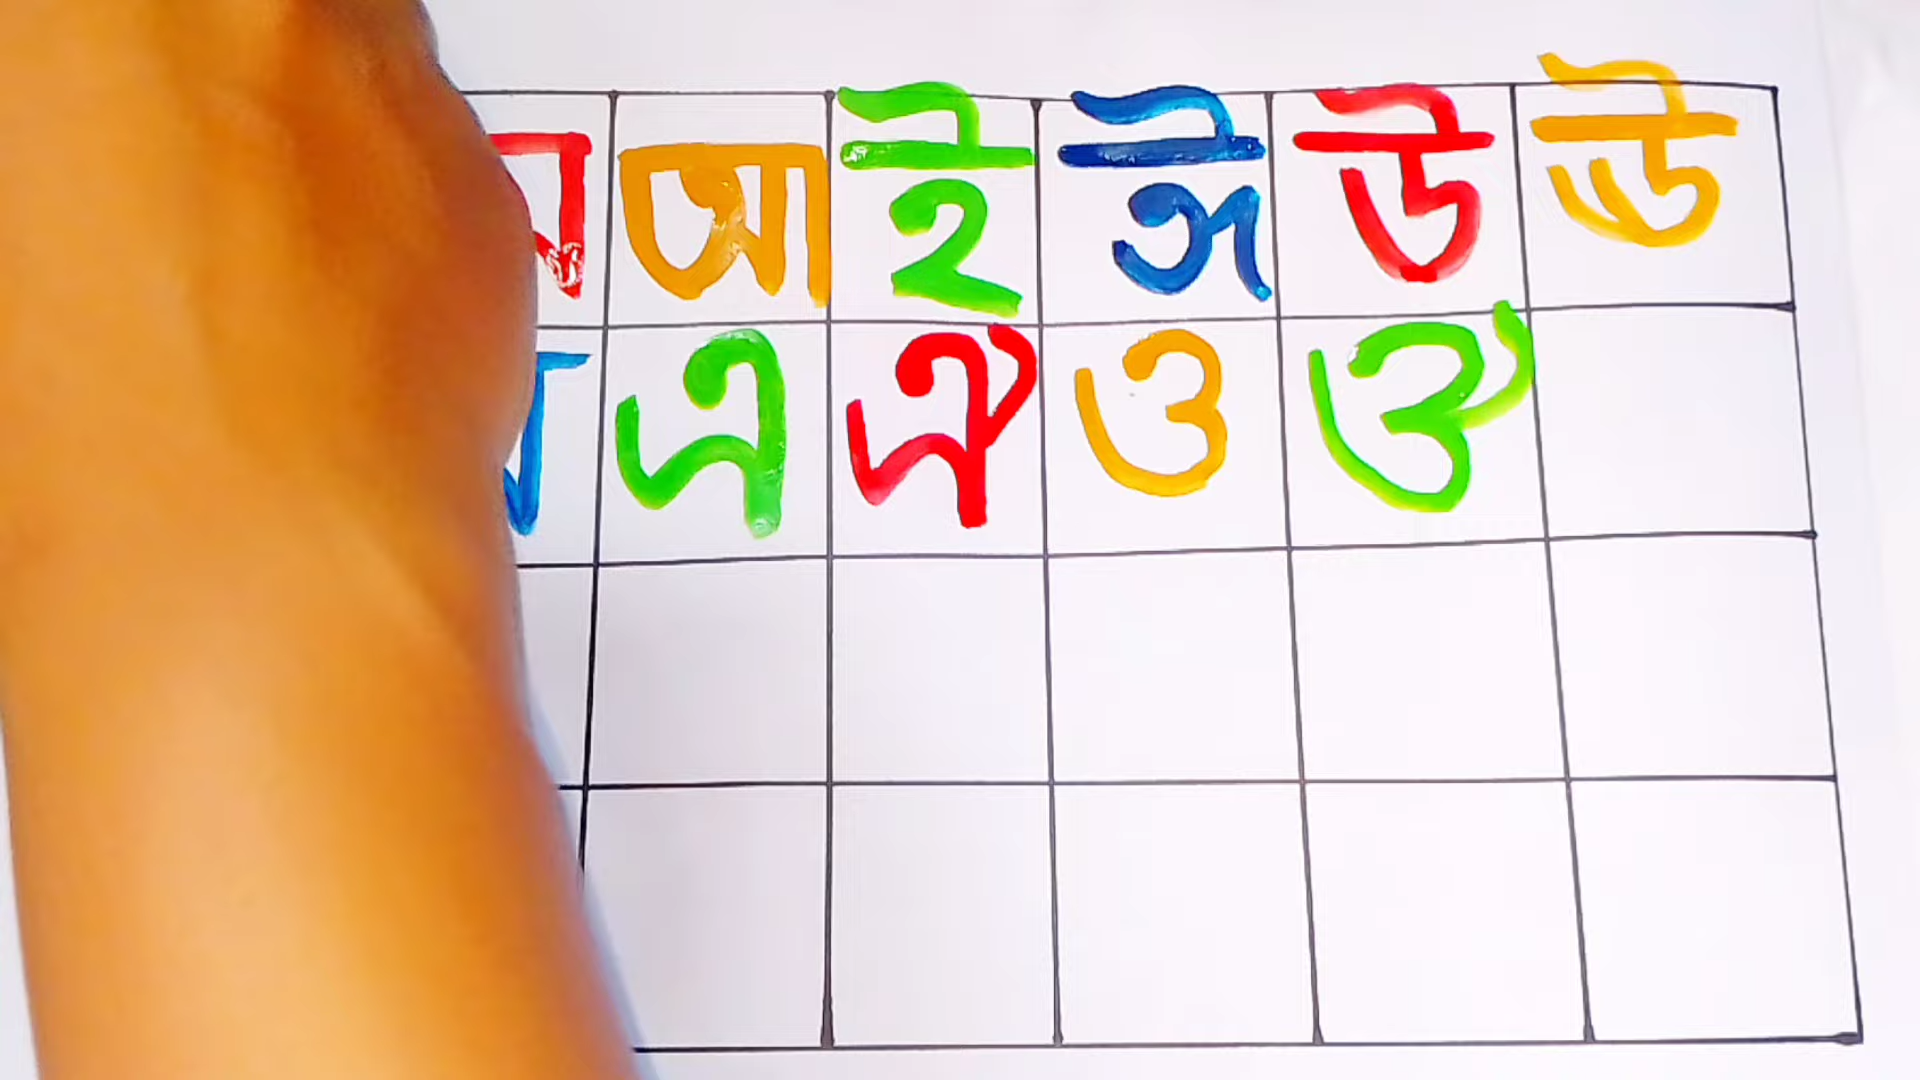 আ ই ঈ উ ঊ
এ ঐ ও ঔ